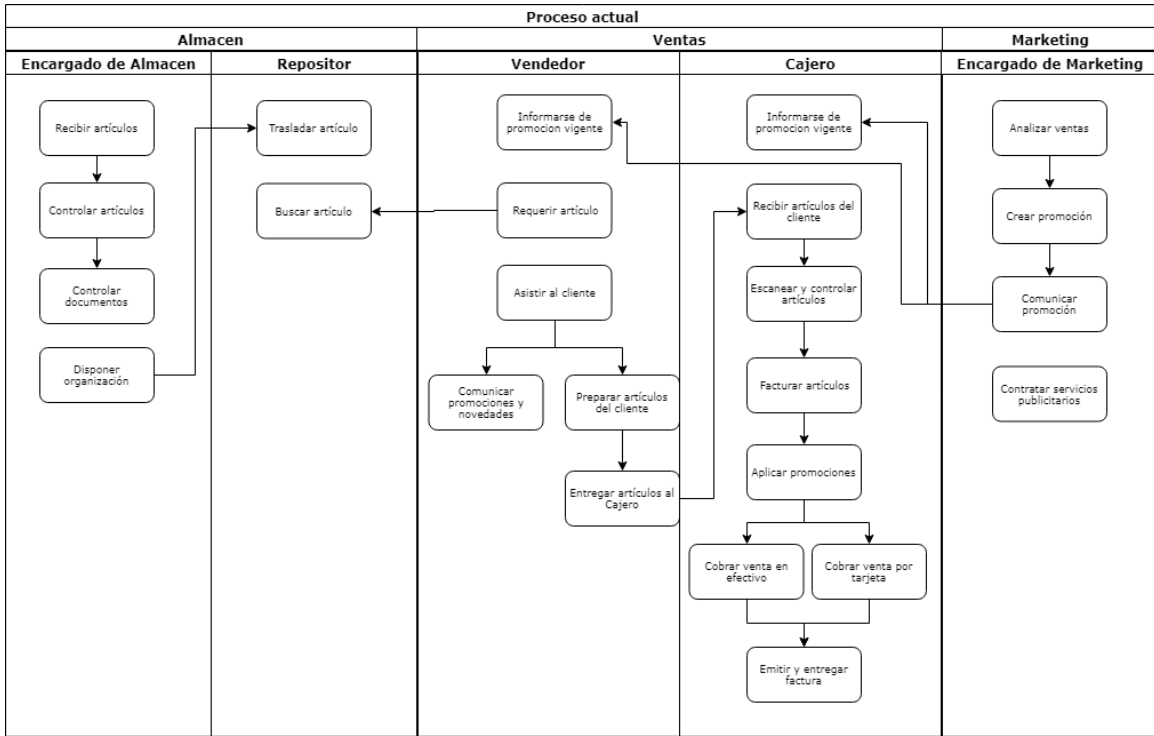 Proceso actual
Almacen
Ventas
Marketing
Encargado de Almacen
Repositor
Vendedor
Cajero
Encargado de Marketing
Recibir artículos
Controlar artículos
Controlar
documentos
Disponer
organización
Trasladar artículo
Buscar artículo
Informarse de
promocion vigente
Requerir artículo
Asistir al cliente
Comunicar
promociones y
novedades
Preparar artículos
del cliente
Entregar artículos al
Cajero
Informarse de
promocion vigente
Recibir artículos del
cliente
Escanear y controlar
artículos
Facturar artículos
Aplicar promociones
Cobrar venta en
efectivo
Cobrar venta por
tarjeta
Emitir y entregar
factura
Analizar ventas
Crear promoción
Comunicar
promoción
Contratar servicios
publicitarios